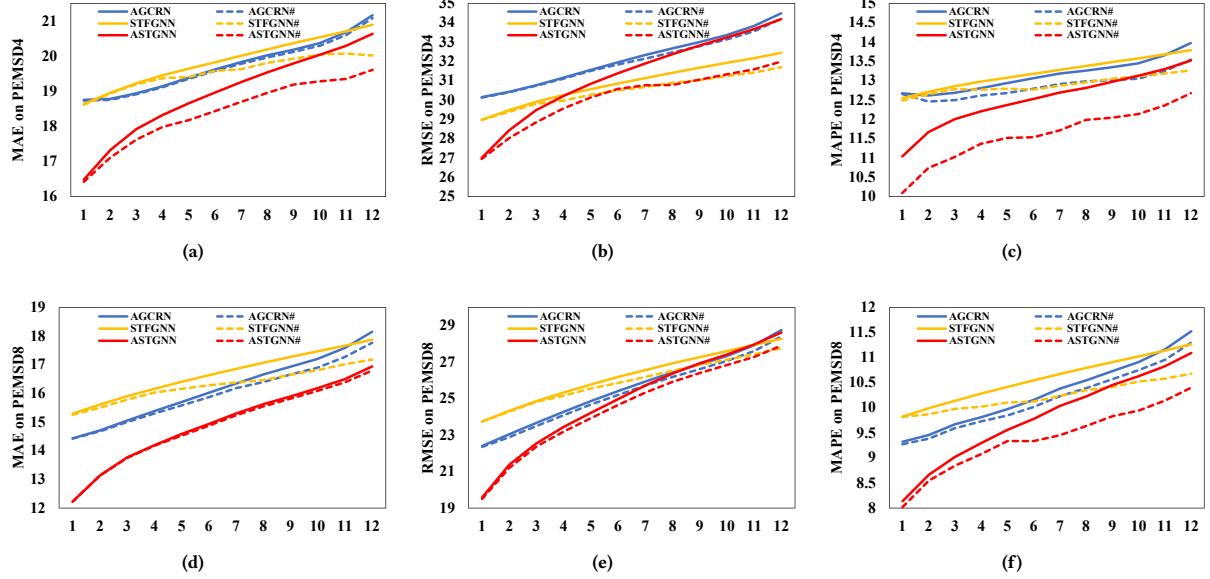 MAE on PEMSD4
21
20
19
18
17
16
AGCRN AGCRN#
STFGNN STFGNN#
ASTGNN ASTGNN#
1 2 3 4 5 6 7 8 9 10 11 12
(a)
RMSE on PEMSD4
35
34
33
32
31
30
29
28
27
26
25
AGCRN AGCRN#
STFGNN STFGNN#
ASTGNN ASTGNN#
1 2 3 4 5 6 7 8 9 10 11 12
(b)
MAPE on PEMSD4
15
14.5
14
13.5
13
12.5
12
11.5
11
10.5
10
AGCRN AGCRN#
STFGNN STFGNN#
ASTGNN ASTGNN#
1 2 3 4 5 6 7 8 9 10 11 12
(c)
MAE on PEMSD8
19
18
17
16
15
14
13
12
AGCRN AGCRN#
STFGNN STFGNN#
ASTGNN ASTGNN#
1 2 3 4 5 6 7 8 9 10 11 12
(d)
RMSE on PEMSD8
29
27
25
23
21
19
AGCRN AGCRN#
STFGNN STFGNN#
ASTGNN ASTGNN#
1 2 3 4 5 6 7 8 9 10 11 12
(e)
MAPE on PEMSD8
12
11.5
11
10.5
10
9.5
9
8.5
8
AGCRN AGCRN#
STFGNN STFGNN#
ASTGNN ASTGNN#
1 2 3 4 5 6 7 8 9 10 11 12
(f)